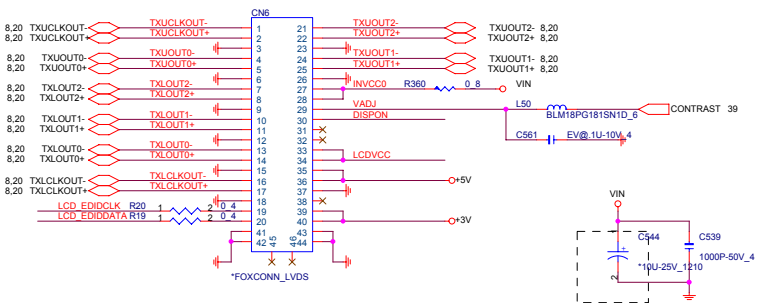 CN6
8,20 TXUCLKOUT- TXUCLKOUT- 1 21 TXUOUT2- TXUOUT2- 8,20
8,20 TXUCLKOUT+ TXUCLKOUT+ 2 22 TXUOUT2+ TXUOUT2+ 8,20
3 23
8,20 TXUOUT0- TXUOUT0- 4 24 TXUOUT1- TXUOUT1- 8,20
8,20 TXUOUT0+ TXUOUT0+ 5 25 TXUOUT1+ TXUOUT1+ 8,20
6 26
8,20 TXLOUT2- TXLOUT2- 7 27 INVCC0 R360 0_8 VIN
8,20 TXLOUT2+ TXLOUT2+ 8 28
9 29 VADJ L50 BLM18PG181SN1D_6 CONTRAST 39
8,20 TXLOUT1- TXLOUT1- 10 30 DISPON
8,20 TXLOUT1+ TXLOUT1+ 11 31
12 32 C561 EV@.1U-10V_4
8,20 TXLOUT0- TXLOUT0- 13 33
8,20 TXLOUT0+ TXLOUT0+ 14 34 LCDVCC
15 35
8,20 TXLCLKOUT- TXLCLKOUT- 16 36 +5V
8,20 TXLCLKOUT+ TXLCLKOUT+ 17 37
18 38
LCD_EDIDCLK R20 1 2 0_4 19 39
LCD_EDIDDATA R19 1 2 0_4 20 40 +3V
41 43
42 44
45 46
*FOXCONN_LVDS
VIN
1 C544 C539
+
*10U-25V_1210 1000P-50V_4
2